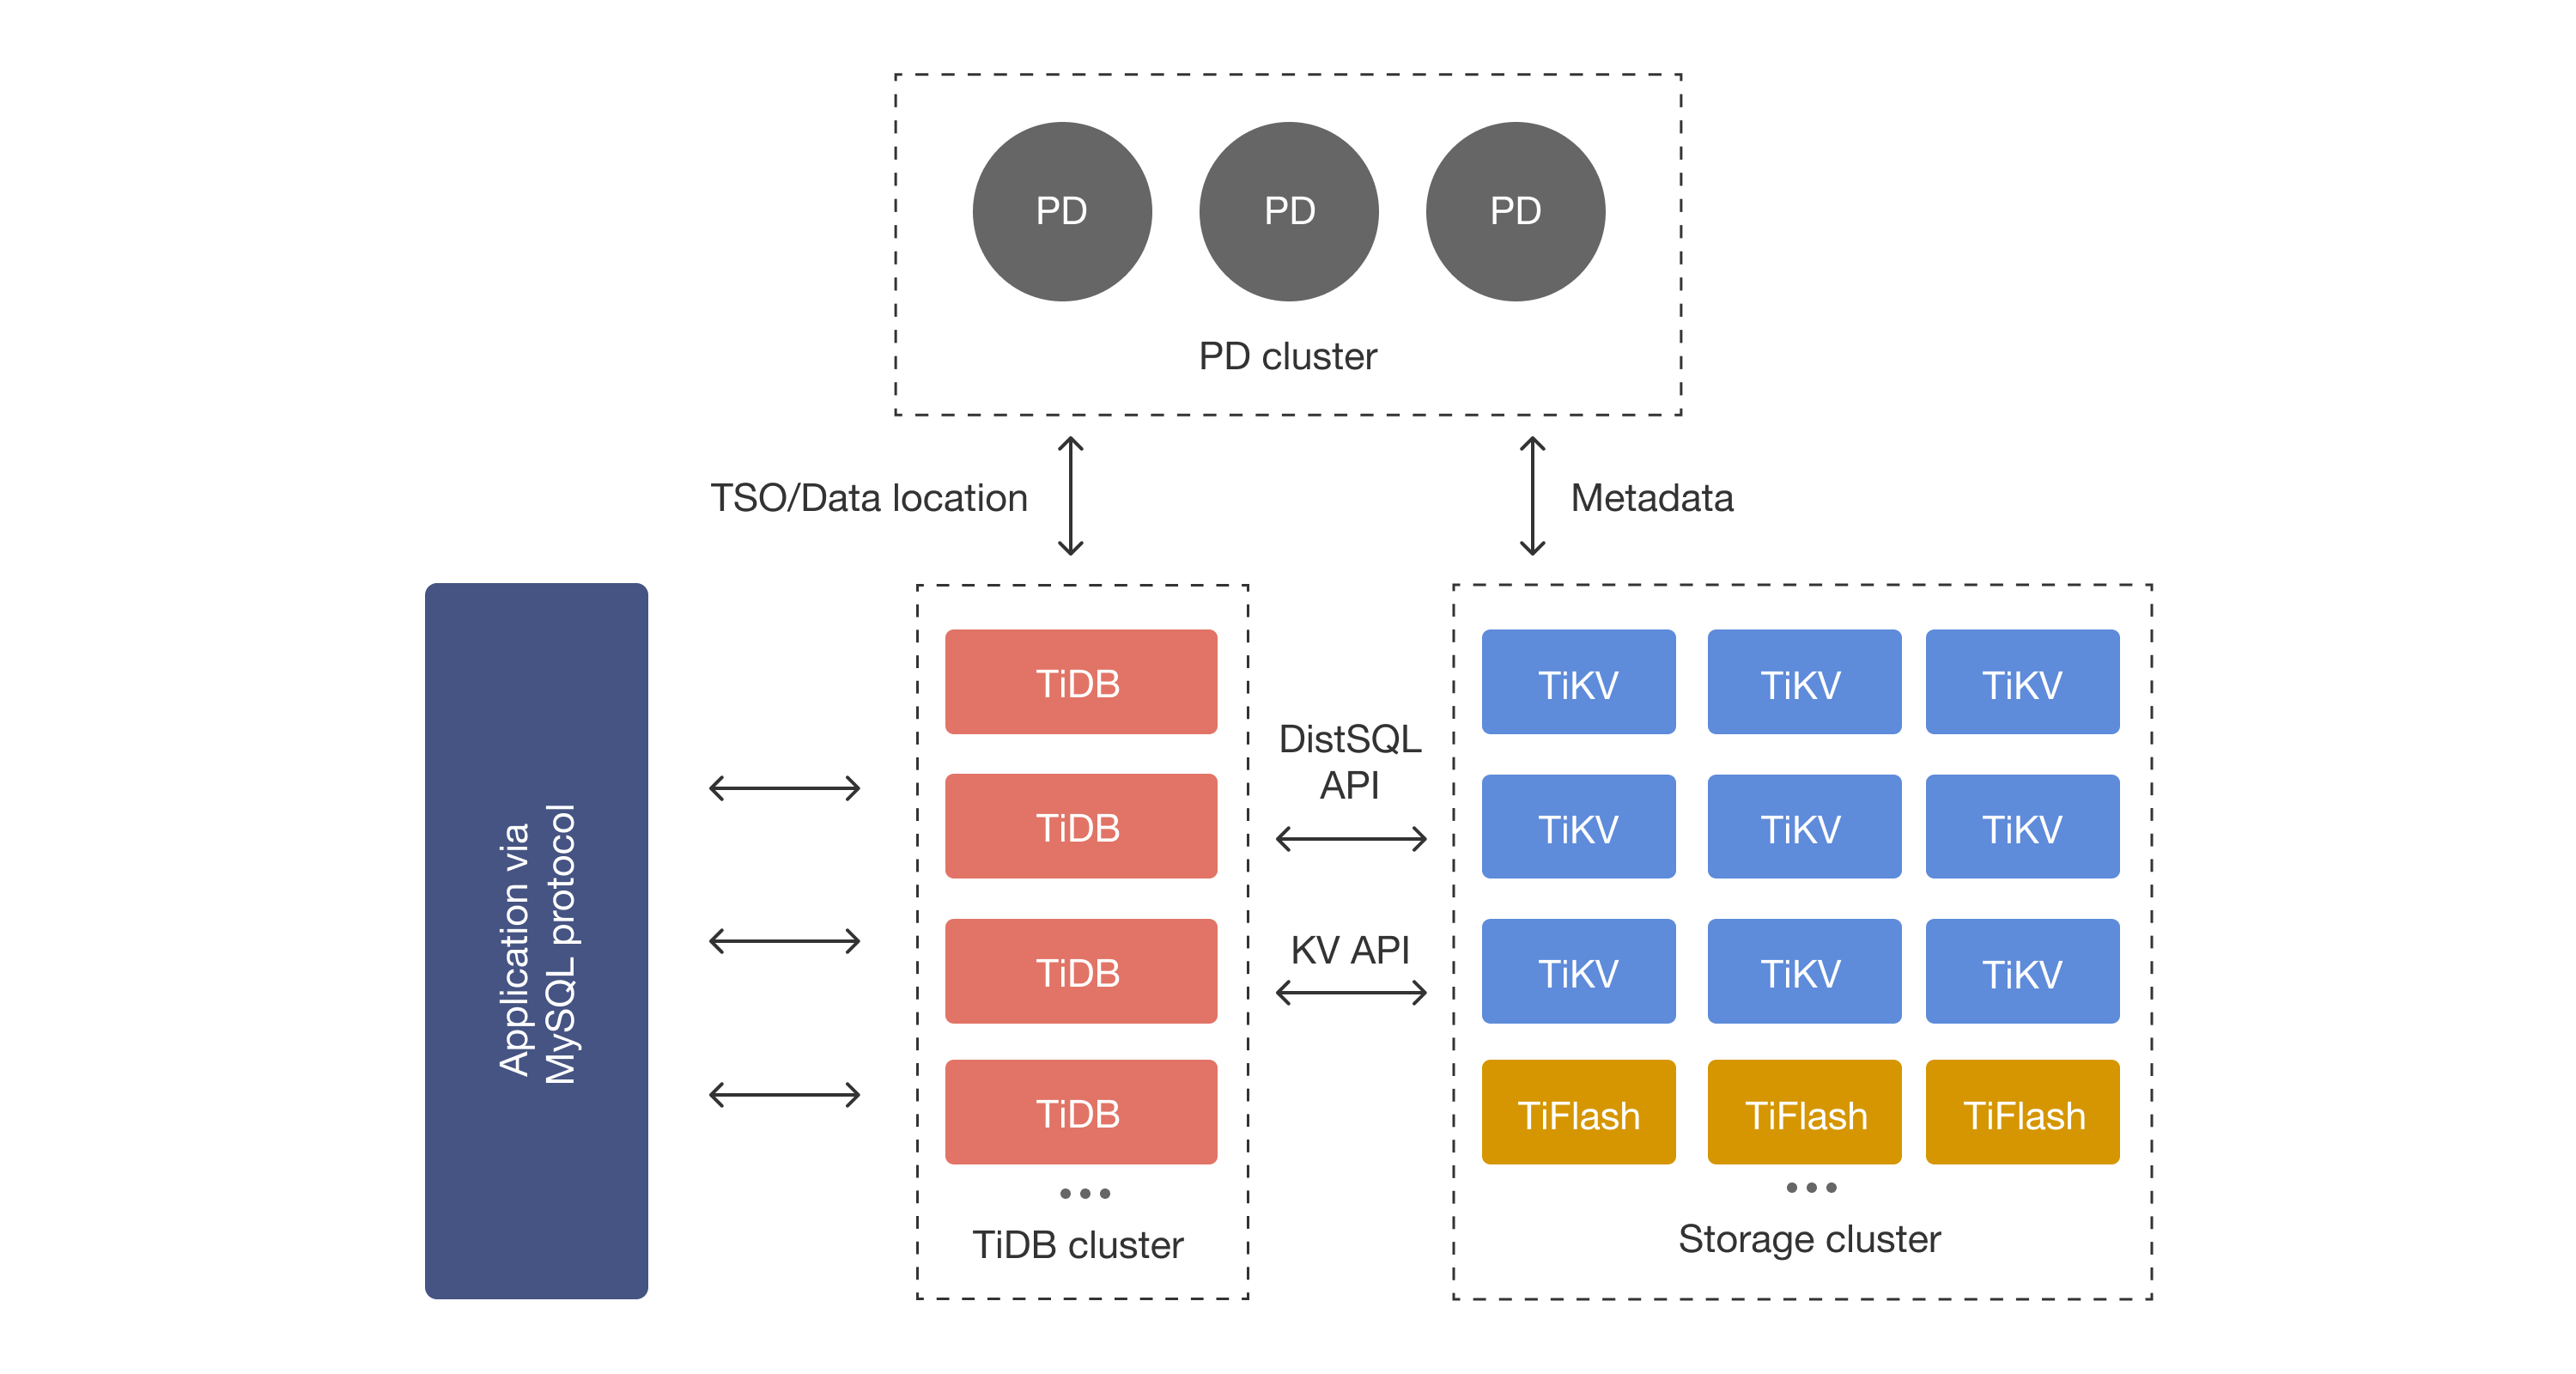 PD
PD
PD
PD cluster
TSO/Data location
Metadata
Application via
MySQL protocol
TiDB
TiDB
TiDB
TiDB
TiDB cluster
DistSQL
API
KV API
TiKV
TiKV
TiKV
TiKV
TiKV
TiKV
TiKV
TiKV
TiKV
TiFlash
TiFlash
TiFlash
Storage cluster